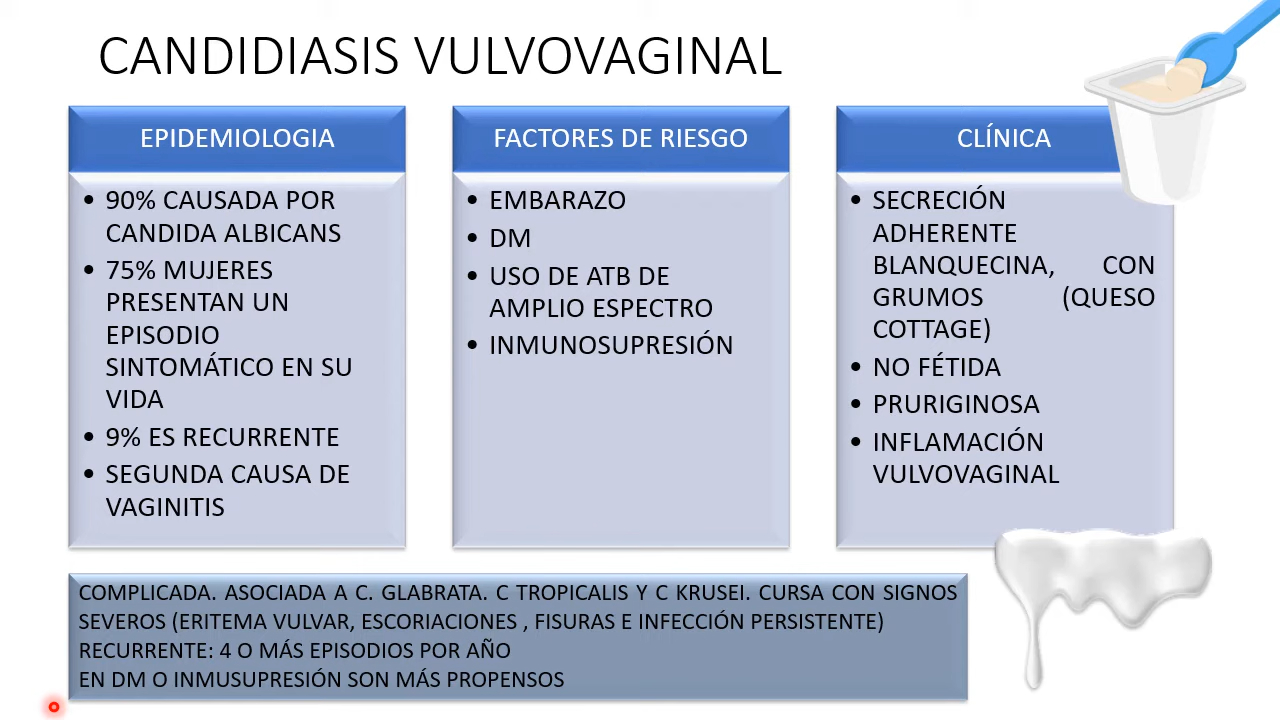 CANDIDIASIS VULVOVAGINAL
EPIDEMIOLOGIA
• 90% CAUSADA POR
CANDIDA ALBICANS
• 75% MUJERES
PRESENTAN UN
EPISODIO
SINTOMÁTICO EN SU
VIDA
• 9% ES RECURRENTE
• SEGUNDA CAUSA DE
VAGINITIS
FACTORES DE RIESGO
• EMBARAZO
• DM
• USO DE ATB DE
AMPLIO ESPECTRO
• INMUNOSUPRESIÓN
CLÍNICA
• SECRECIÓN
ADHERENTE
BLANQUECINA, CON
GRUMOS (QUESO
COTTAGE)
• NO FÉTIDA
• PRURIGINOSA
• INFLAMACIÓN
VULVOVAGINAL
COMPLICADA. ASOCIADA A C. GLABRATA. C TROPICALIS Y C KRUSEI. CURSA CON SIGNOS
SEVEROS (ERITEMA VULVAR, ESCORIACIONES , FISURAS E INFECCIÓN PERSISTENTE)
RECURRENTE: 4 O MÁS EPISODIOS POR AÑO
EN DM O INMUSUPRESIÓN SON MÁS PROPENSOS